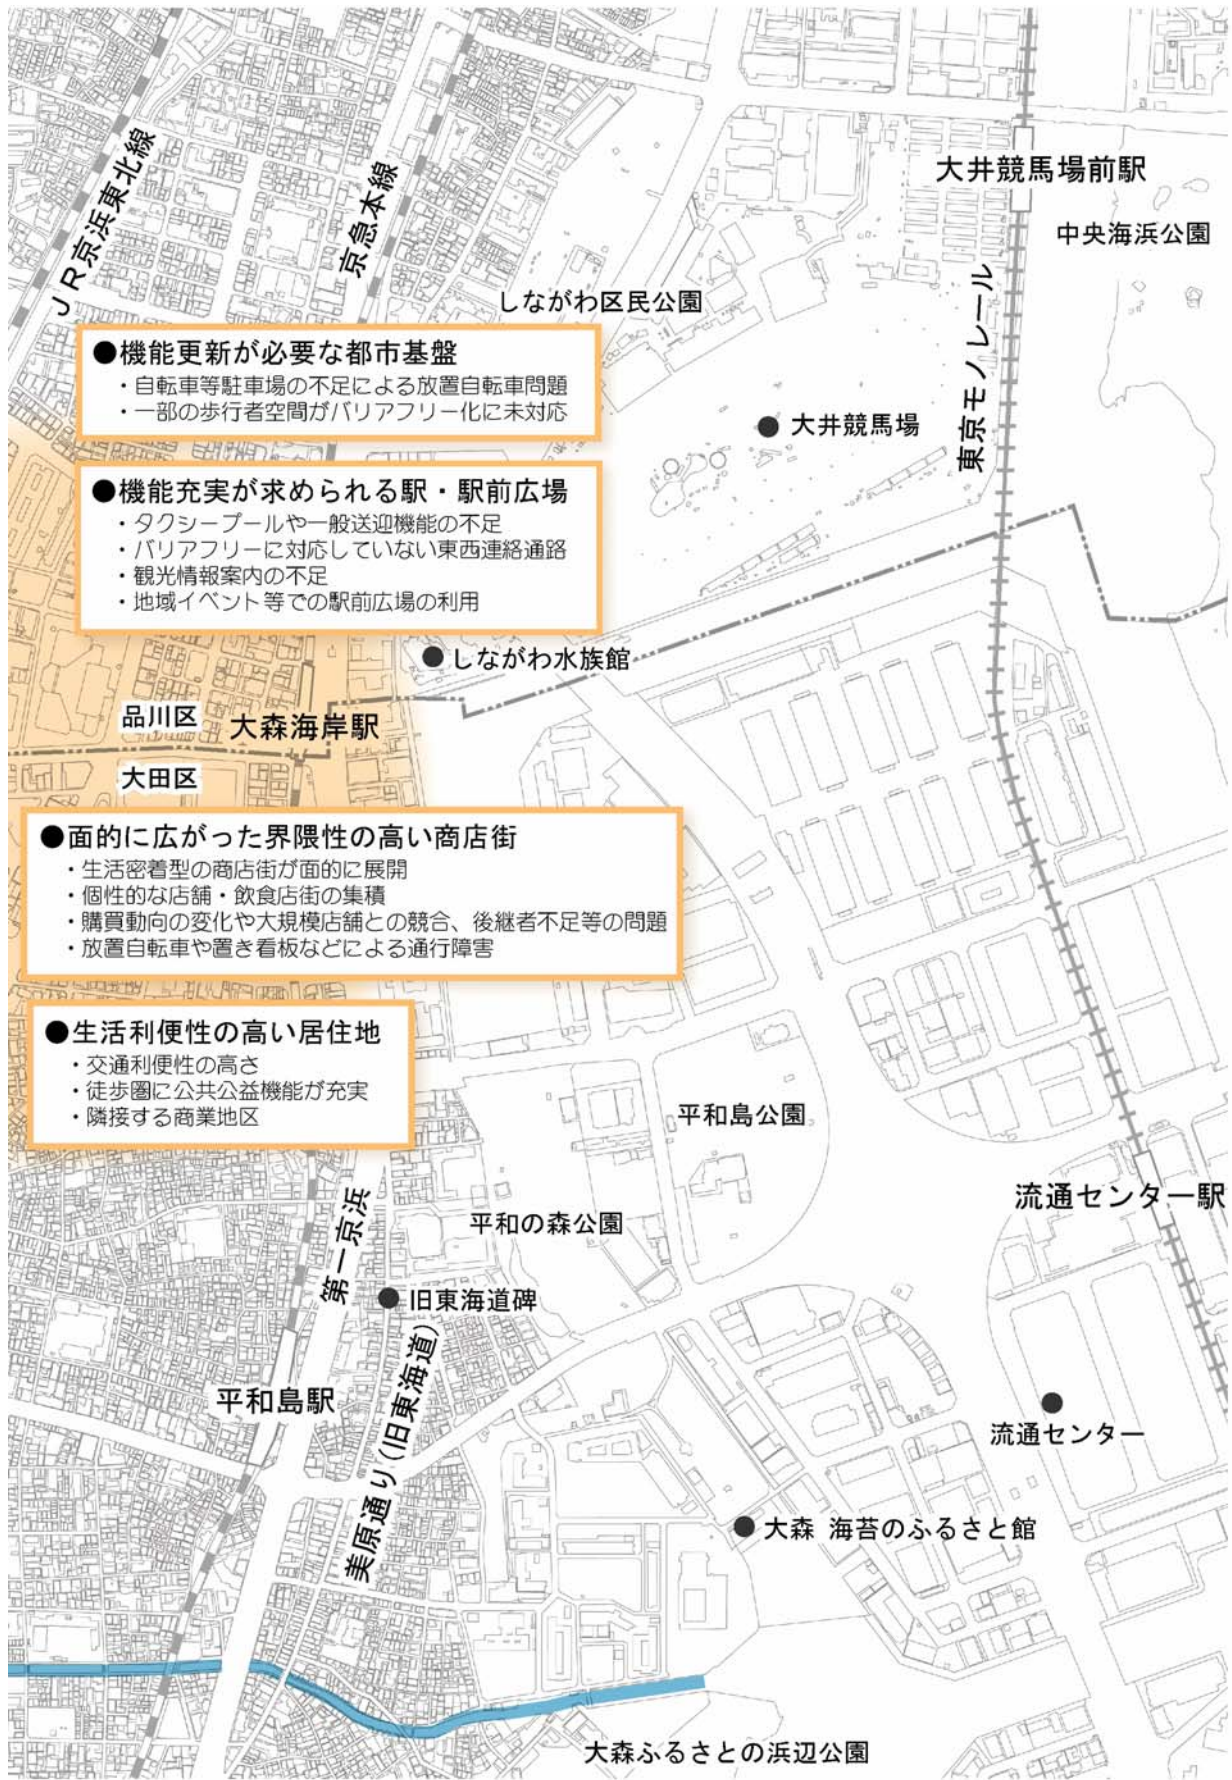 大井競馬場前駅
中央海浜公園
JR京浜東北線
京急本線
しながわ区民公園
東京モノレール
●機能更新が必要な都市基盤
・自転車等駐車場の不足による放置自転車問題
・一部の歩行者空間がバリアフリー化に未対応
大井競馬場
●機能充実が求められる駅・駅前広場
・タクシープールや一般送迎機能の不足
・バリアフリーに対応していない東西連絡通路
・観光情報案内の不足
・地域イベント等での駅前広場の利用
しながわ水族館
品川区
大森海岸駅
大田区
●面的に広がった界隈性の高い商店街
・生活密着型の商店街が面的に展開
・個性的な店舗・飲食店街の集積
・購買動向の変化や大規模店舗との競合、後継者不足等の問題
・放置自転車や置き看板などによる通行障害
●生活利便性の高い居住地
・交通利便性の高さ
・徒歩圏に公共公益機能が充実
・隣接する商業地区
平和島公園
流通センター駅
第一京浜
平和の森公園
旧東海道碑
平和島駅
美原通り(旧東海道)
流通センター
大森 海苔のふるさと館
大森ふるさとの浜辺公園